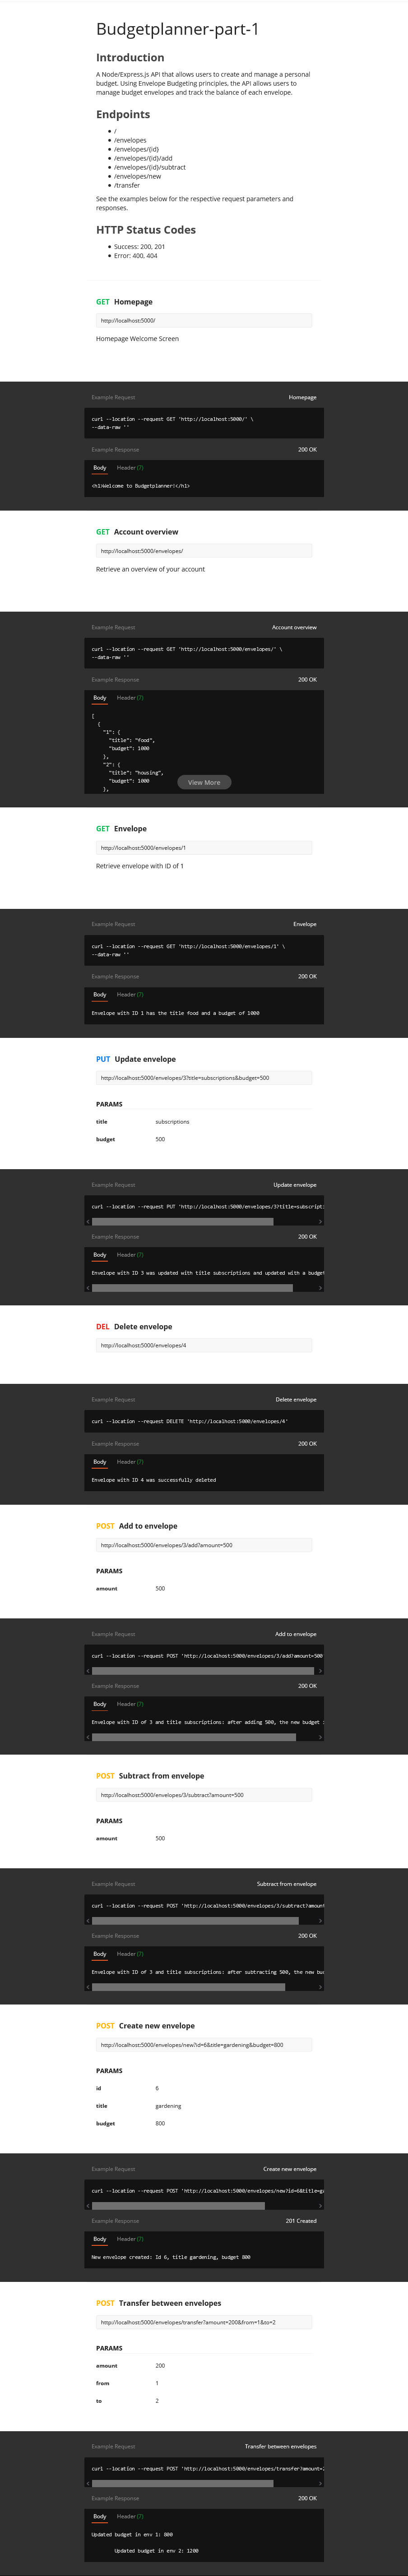 Budgetplanner-part-1
Introduction
A Node/Express.js API that allows users to create and manage a personal
budget. Using Envelope Budgeting principles, the API allows users to
manage budget envelopes and track the balance of each envelope.
Endpoints
/
/envelopes
/envelopes/{id}
/envelopes/{id}/add
/envelopes/{id}/subtract
/envelopes/new
/transfer
See the examples below for the respective request parameters and
responses.
HTTP Status Codes
Success: 200, 201
Error: 400, 404
GET Homepage
http://localhost:5000/
Homepage Welcome Screen
Example Request Homepage
curl --location --request GET 'http://localhost:5000/' \
--data-raw ''
Example Response 200 OK
Body Header (7)
<h1>Welcome to Budgetplanner!</h1>
GET Account overview
http://localhost:5000/envelopes/
Retrieve an overview of your account
Example Request Account overview
curl --location --request GET 'http://localhost:5000/envelopes/' \
--data-raw ''
Example Response 200 OK
Body Header (7)
[
{
"1": {
"title": "food",
"budget": 1000
},
"2": {
"title": "housing",
"budget": 1000
},
View More
GET Envelope
http://localhost:5000/envelopes/1
Retrieve envelope with ID of 1
Example Request Envelope
curl --location --request GET 'http://localhost:5000/envelopes/1' \
--data-raw ''
Example Response 200 OK
Body Header (7)
Envelope with ID 1 has the title food and a budget of 1000
PUT Update envelope
http://localhost:5000/envelopes/3?title=subscriptions&budget=500
PARAMS
title subscriptions
budget 500
Example Request Update envelope
curl --location --request PUT 'http://localhost:5000/envelopes/3?title=subscript
Example Response 200 OK
Body Header (7)
Envelope with ID 3 was updated with title subscriptions and updated with a budget
DEL Delete envelope
http://localhost:5000/envelopes/4
Example Request Delete envelope
curl --location --request DELETE 'http://localhost:5000/envelopes/4'
Example Response 200 OK
Body Header (7)
Envelope with ID 4 was successfully deleted
POST Add to envelope
http://localhost:5000/envelopes/3/add?amount=500
PARAMS
amount 500
Example Request Add to envelope
curl --location --request POST 'http://localhost:5000/envelopes/3/add?amount=500
Example Response 200 OK
Body Header (7)
Envelope with ID of 3 and title subscriptions: after adding 500, the new budget
POST Subtract from envelope
http://localhost:5000/envelopes/3/subtract?amount=500
PARAMS
amount 500
Example Request Subtract from envelope
curl --location --request POST 'http://localhost:5000/envelopes/3/subtract?amount
Example Response 200 OK
Body Header (7)
Envelope with ID of 3 and title subscriptions: after subtracting 500, the new bu
POST Create new envelope
http://localhost:5000/envelopes/new?id=6&title=gardening&budget=800
PARAMS
id 6
title gardening
budget 800
Example Request Create new envelope
curl --location --request POST 'http://localhost:5000/envelopes/new?id=6&title=g
Example Response 201 Created
Body Header (7)
New envelope created: Id 6, title gardening, budget 800
POST Transfer between envelopes
http://localhost:5000/envelopes/transfer?amount=200&from=1&to=2
PARAMS
amount 200
from 1
to 2
Example Request Transfer between envelopes
curl --location --request POST 'http://localhost:5000/envelopes/transfer?amount=
Example Response 200 OK
Body Header (7)
Updated budget in env 1: 800
Updated budget in env 2: 1200